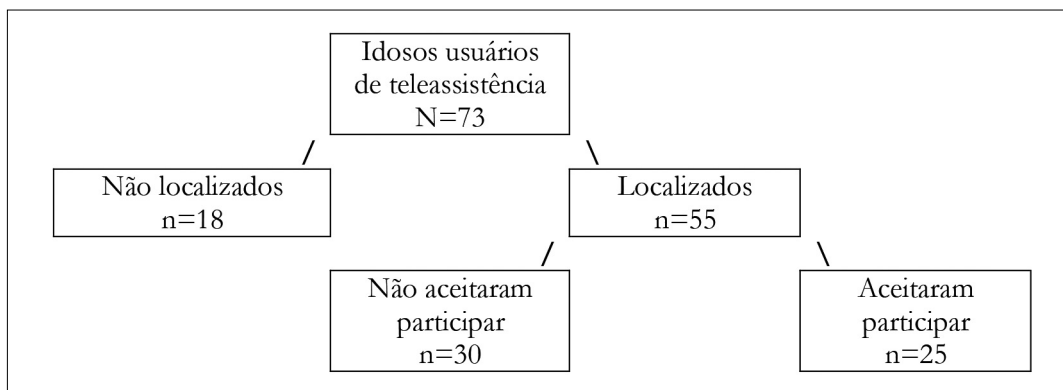 Idosos usuários
de teleassistência
N=73
Não localizados
n=18
Localizados
n=55
Não aceitaram
participar
n=30
Aceitaram
participar
n=25